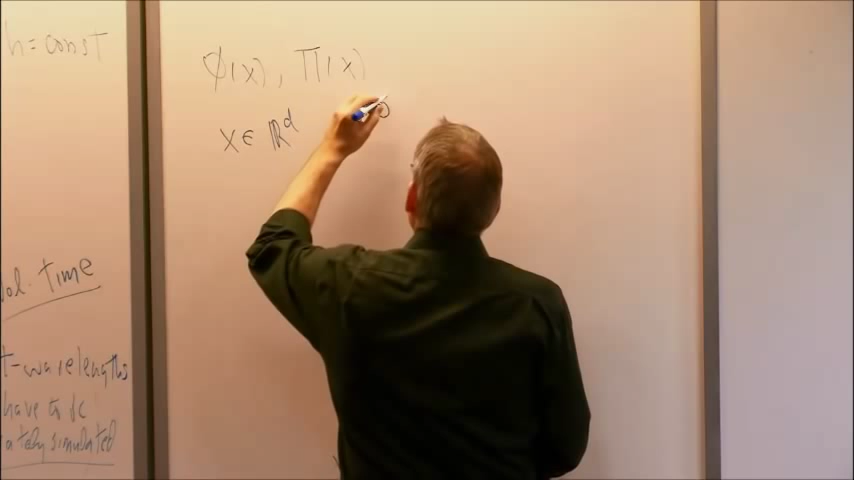 h = const
time
t-wavelengths
have to be
simulated
ϕ(x), Π(x)
x ∈ ℝ^d